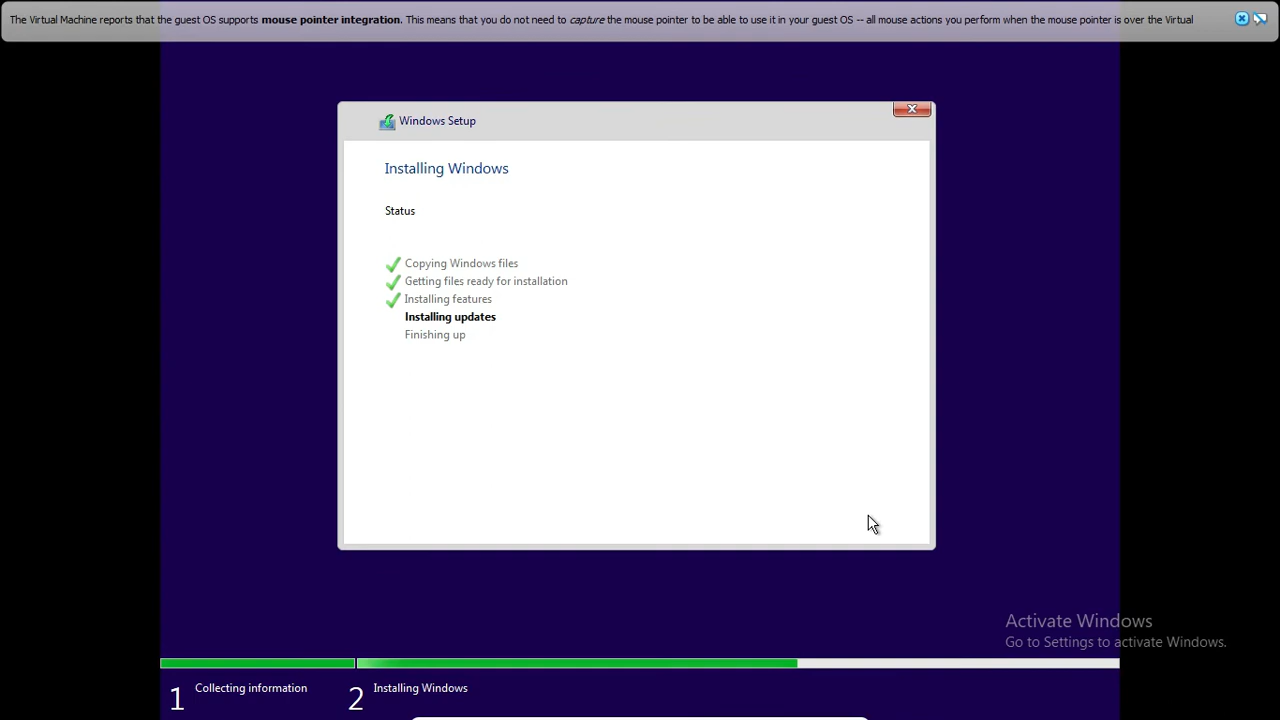 The Virtual Machine reports that the guest OS supports mouse pointer integration. This means that you do not need to capture the mouse pointer to be able to use it in your guest OS -- all mouse actions you perform when the mouse pointer is over the Virtual
Windows Setup
Installing Windows
Status
Copying Windows files
Getting files ready for installation
Installing features
Installing updates
Finishing up
Activate Windows
Go to Settings to activate Windows.
1 Collecting information
2 Installing Windows